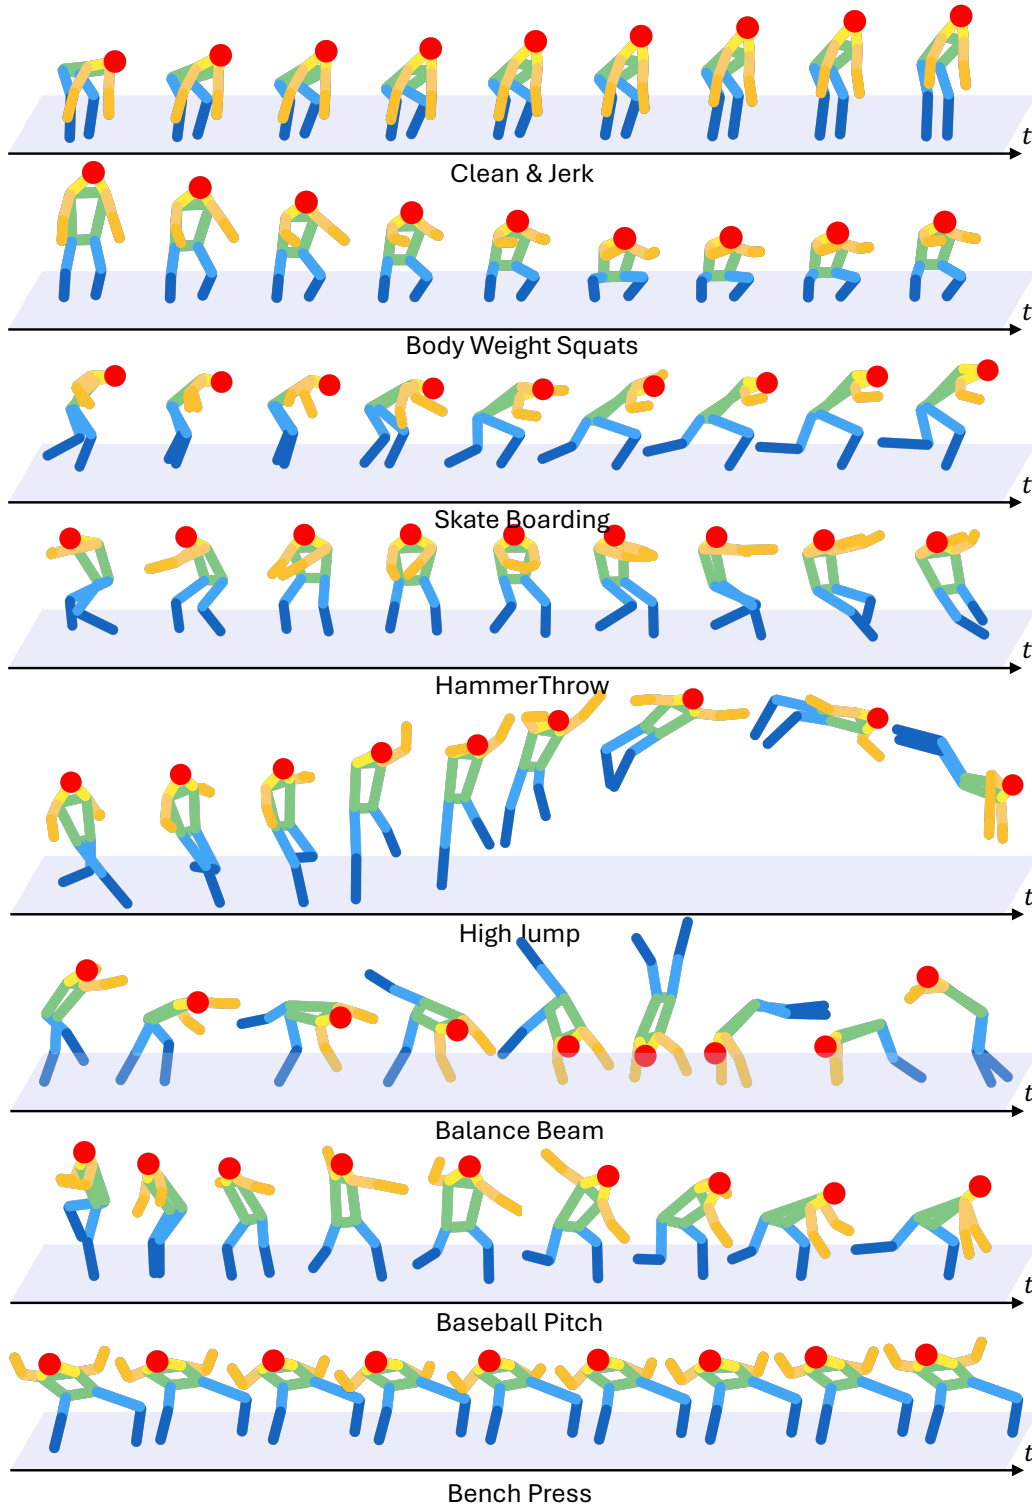 t
Clean & Jerk
t
Body Weight Squats
t
Skate Boarding
t
HammerThrow
t
High Jump
t
Balance Beam
t
Baseball Pitch
t
Bench Press